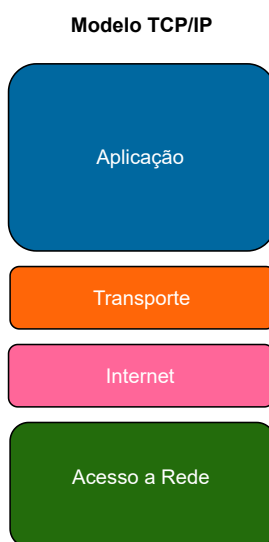 Modelo TCP/IP
Aplicação
Transporte
Internet
Acesso a Rede